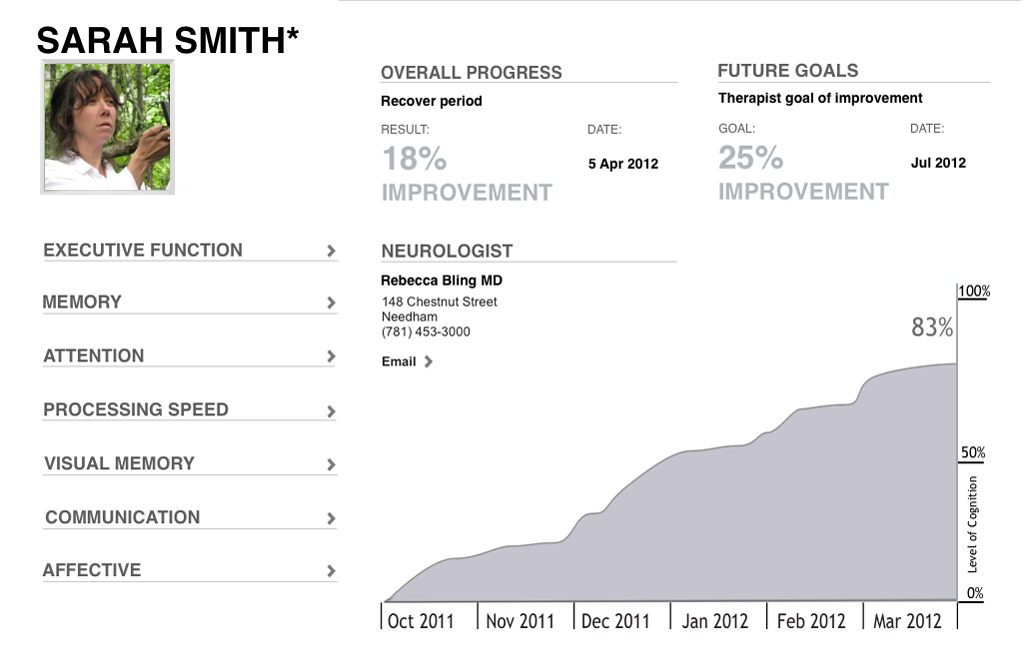 SARAH SMITH*
OVERALL PROGRESS
Recover period
RESULT:
DATE:
18%
5 Apr 2012
IMPROVEMENT
FUTURE GOALS
Therapist goal of improvement
GOAL:
DATE:
25%
Jul 2012
IMPROVEMENT
EXECUTIVE FUNCTION
MEMORY
ATTENTION
PROCESSING SPEED
VISUAL MEMORY
COMMUNICATION
AFFECTIVE
NEUROLOGIST
Rebecca Bling MD
148 Chestnut Street
Needham
(781) 453-3000
Email
100%
83%
50%
Level of Cognition
0%
Oct 2011
Nov 2011
Dec 2011
Jan 2012
Feb 2012
Mar 2012